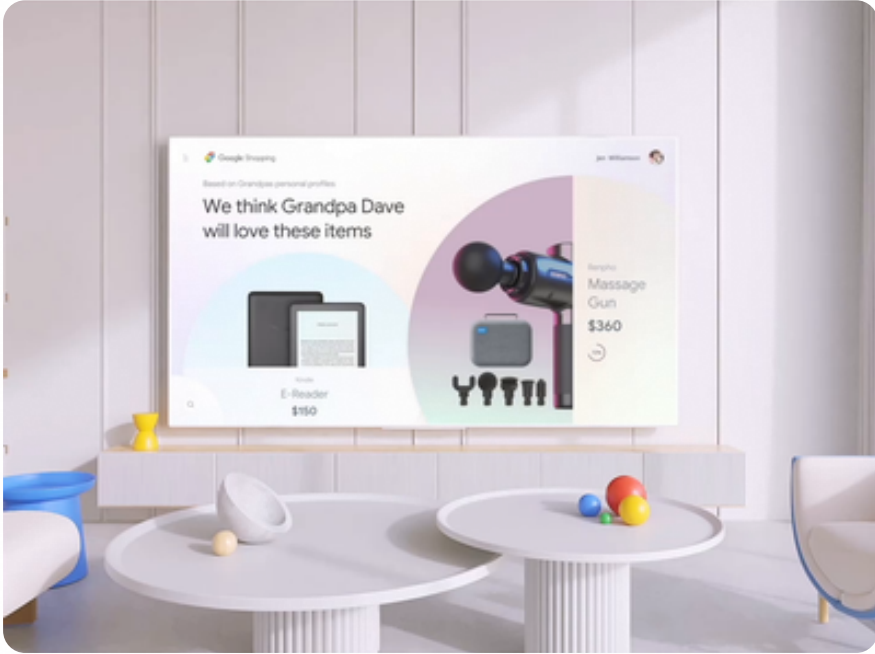 Google Shopping
Jen Williamson
Based on Grandpas personal profiles
We think Grandpa Dave
will love these items
Renpho
Massage
Gun
$360
Kindle
E-Reader
$150